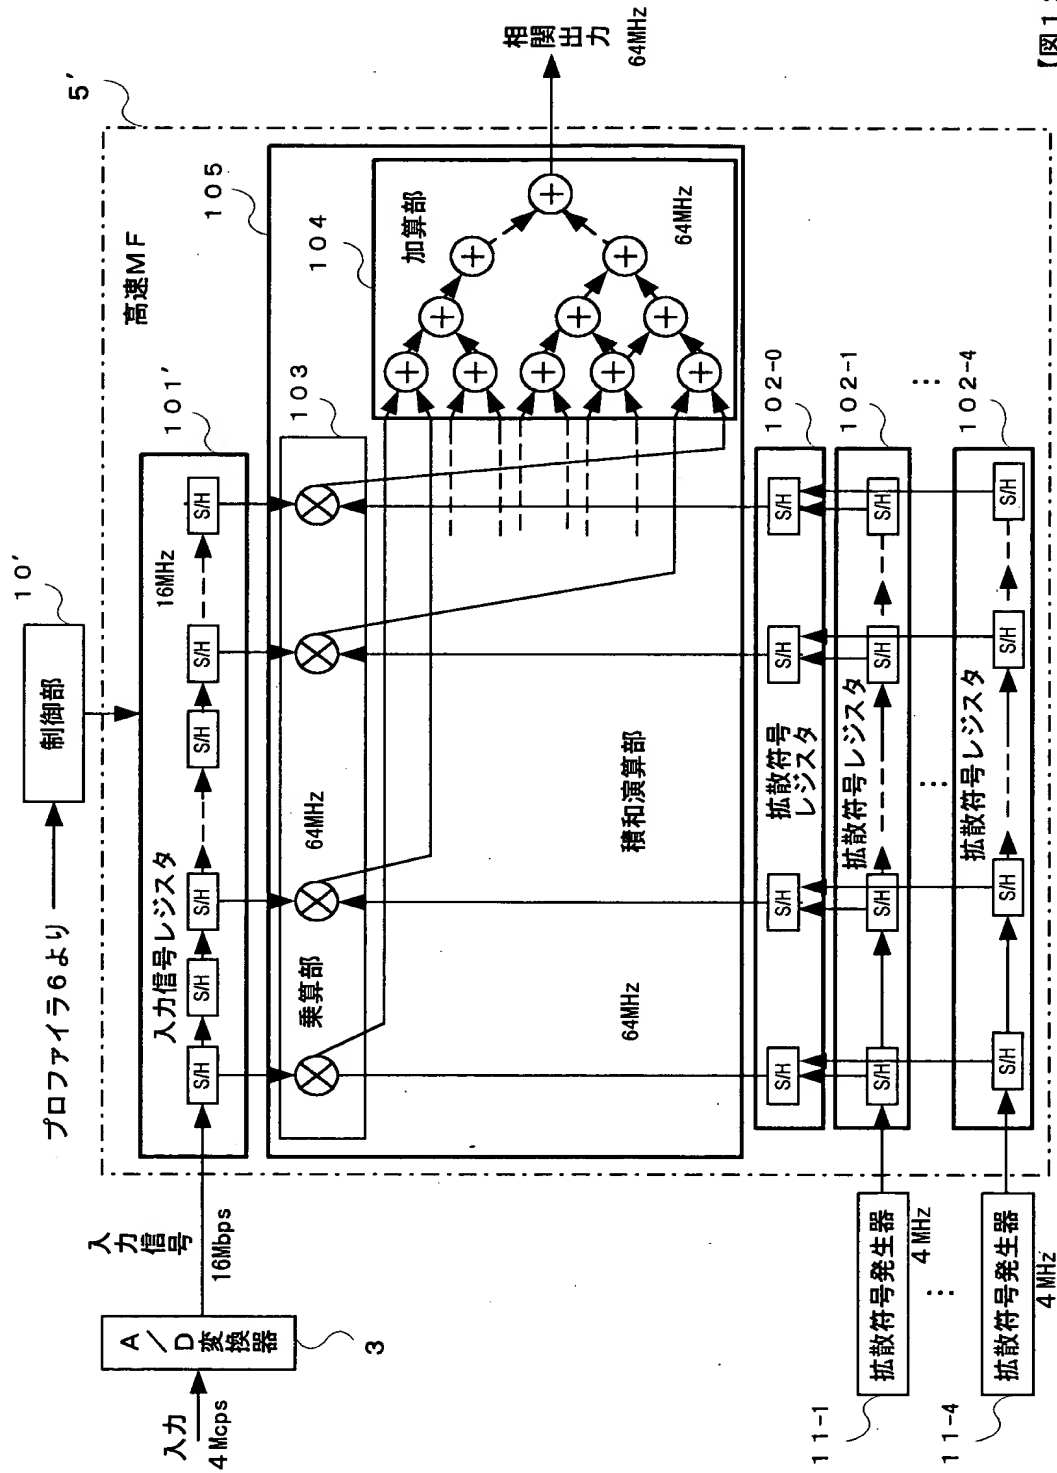 【図1
プロファイラ6より
制御部
10′
5′
高速MF
入力
4Mcps
A/D変換器
3
入力信号
16Mbps
入力信号レジスタ
16MHz
101′
S/H
S/H
S/H
S/H
S/H
S/H
乗算部
64MHz
103
105
加算部
64MHz
104
相関出力
64MHz
積和演算部
64MHz
拡散符号
レジスタ
102-0
S/H
S/H
S/H
S/H
拡散符号レジスタ
102-1
S/H
S/H
S/H
S/H
拡散符号レジスタ
102-4
S/H
S/H
S/H
S/H
拡散符号発生器
4MHz
11-1
拡散符号発生器
4MHz
11-4